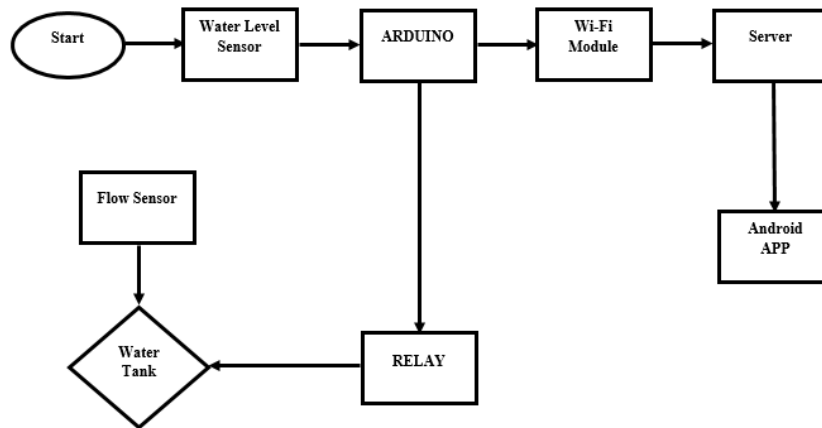 Start
Water Level
Sensor
ARDUINO
Wi-Fi
Module
Server
Flow Sensor
Android
APP
Water
Tank
RELAY